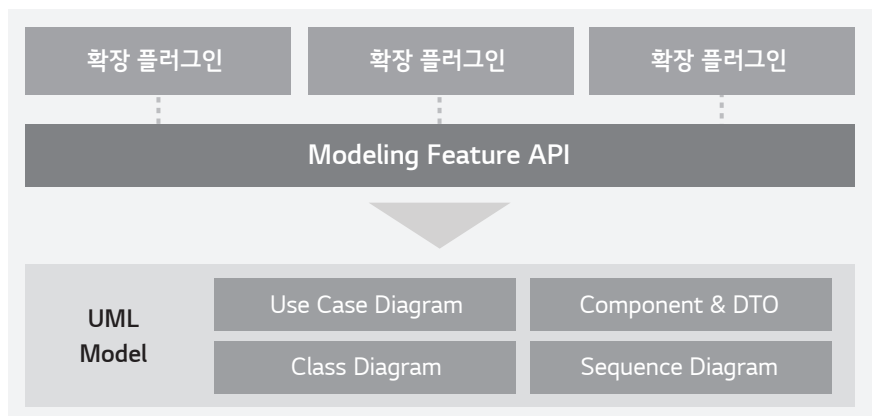 확장 플러그인 확장 플러그인 확장 플러그인
Modeling Feature API
UML
Model
Use Case Diagram Component & DTO
Class Diagram Sequence Diagram